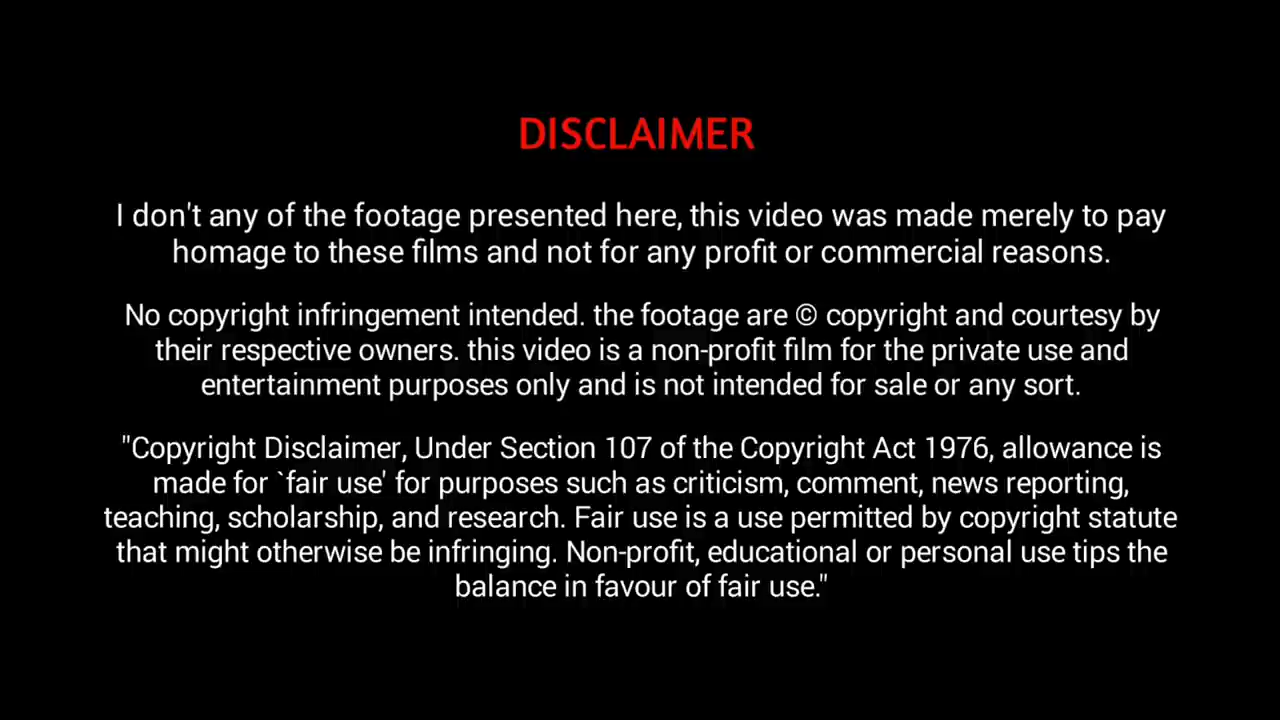 DISCLAIMER
I don't any of the footage presented here, this video was made merely to pay
homage to these films and not for any profit or commercial reasons.
No copyright infringement intended. the footage are © copyright and courtesy by
their respective owners. this video is a non-profit film for the private use and
entertainment purposes only and is not intended for sale or any sort.
"Copyright Disclaimer, Under Section 107 of the Copyright Act 1976, allowance is
made for `fair use' for purposes such as criticism, comment, news reporting,
teaching, scholarship, and research. Fair use is a use permitted by copyright statute
that might otherwise be infringing. Non-profit, educational or personal use tips the
balance in favour of fair use."